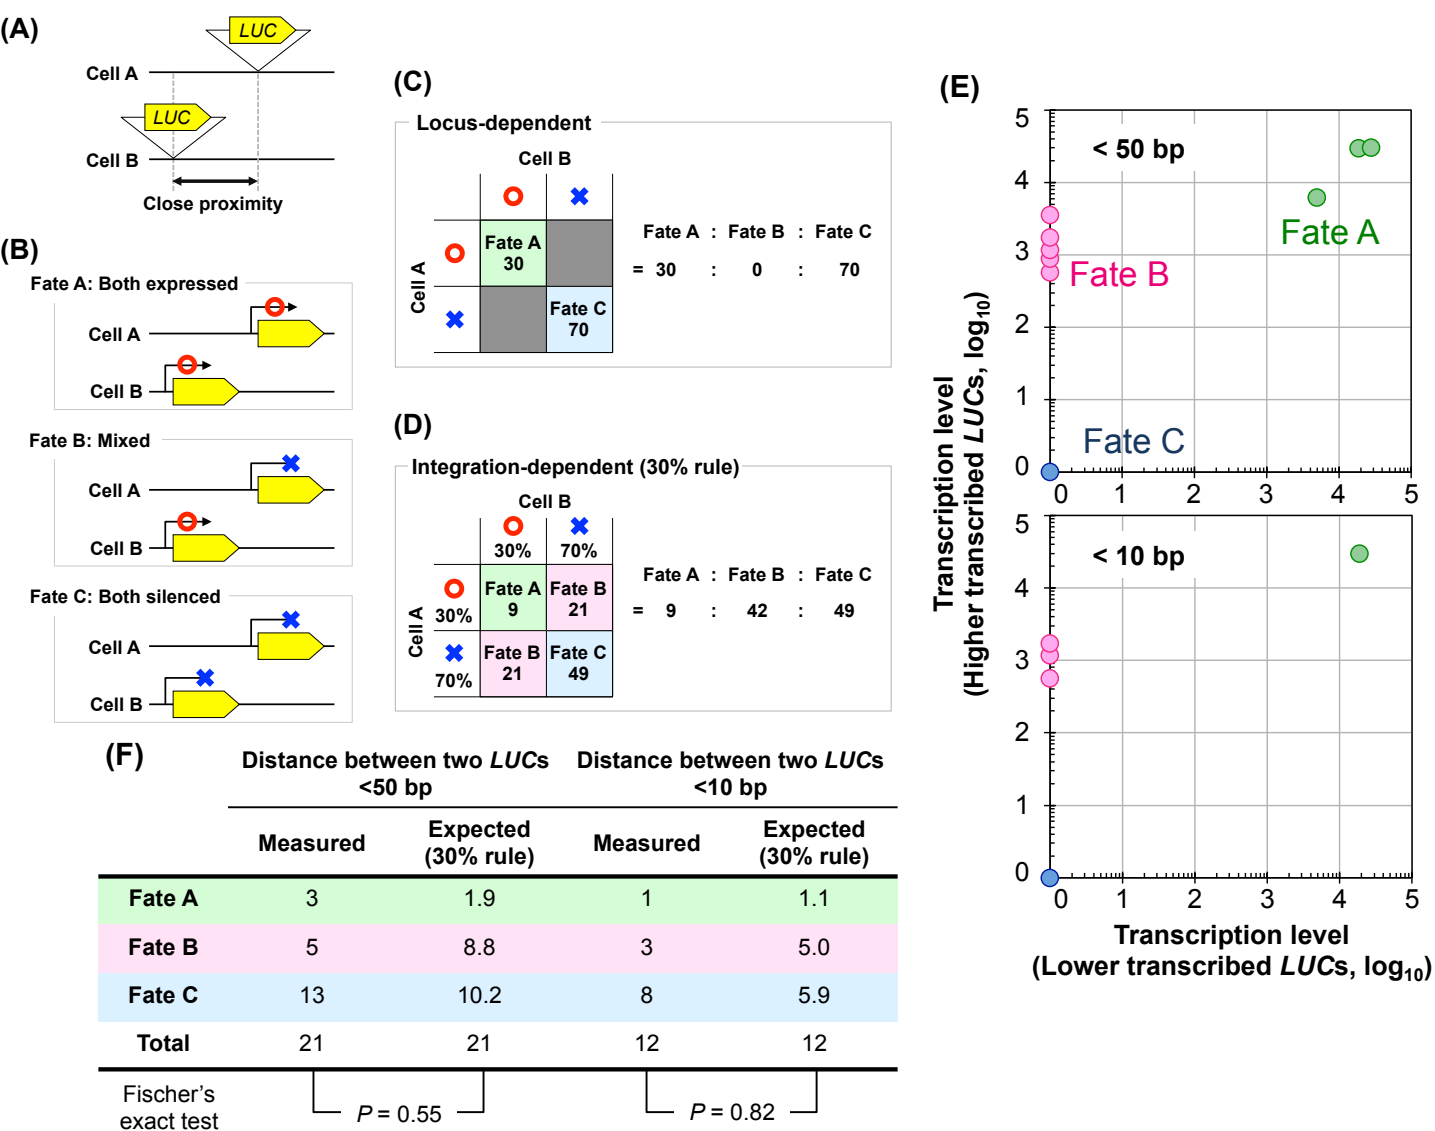 (A)
LUC
Cell A
LUC
Cell B
Close proximity
(B)
Fate A: Both expressed
Cell A
Cell B
Fate B: Mixed
Cell A
Cell B
Fate C: Both silenced
Cell A
Cell B
(C)
Locus-dependent
Cell B
Cell A
Fate A
30
Fate C
70
Fate A : Fate B : Fate C
= 30 : 0 : 70
(D)
Integration-dependent (30% rule)
Cell B
30% 70%
Cell A
30%
Fate A
9
Fate B
21
70%
Fate B
21
Fate C
49
Fate A : Fate B : Fate C
= 9 : 42 : 49
(E)
Transcription level
(Higher transcribed LUCs, log10)
5
4
3
2
1
0
< 50 bp
Fate A
Fate B
Fate C
0 1 2 3 4 5
5
4
3
2
1
0
< 10 bp
0 1 2 3 4 5
Transcription level
(Lower transcribed LUCs, log10)
(F)
Distance between two LUCs
<50 bp
Distance between two LUCs
<10 bp
Measured
Expected
(30% rule)
Measured
Expected
(30% rule)
Fate A 3 1.9 1 1.1
Fate B 5 8.8 3 5.0
Fate C 13 10.2 8 5.9
Total 21 21 12 12
Fischer's
exact test
P = 0.55
P = 0.82